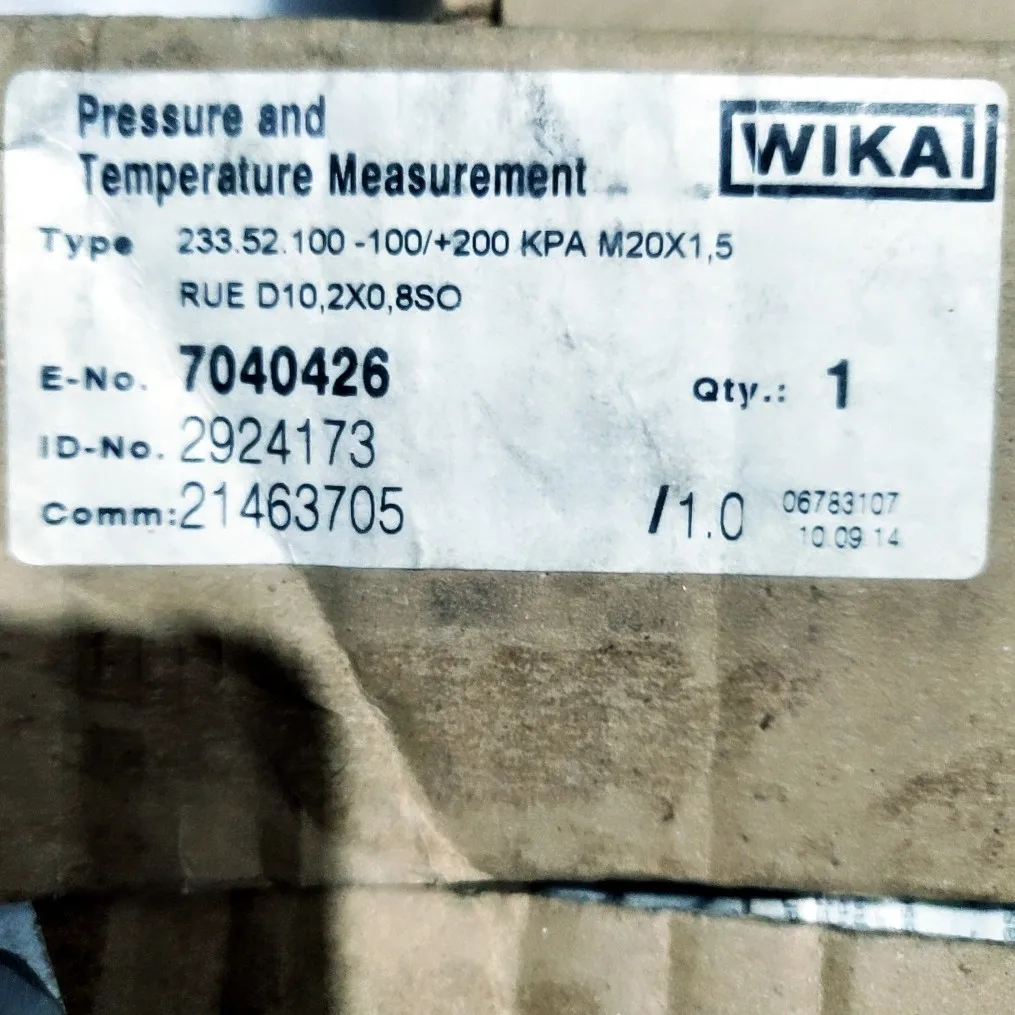 Pressure and
Temperature Measurement
WIKA
Type 233.52.100 -100/+200 KPA M20X1,5
RUE D10,2X0,8SO
E-No. 7040426 Qty.: 1
ID-No. 2924173
Comm:21463705 /1.0 06783107
10.09.14